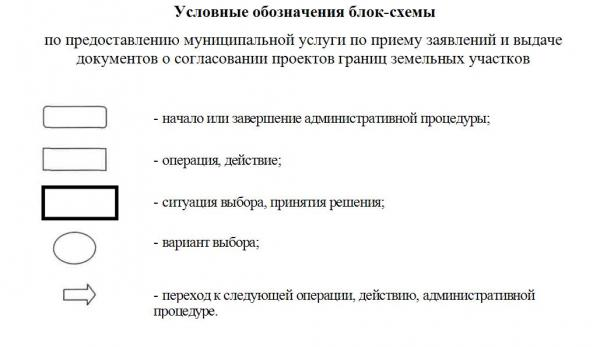 Условные обозначения блок-схемы
по предоставлению муниципальной услуги по приему заявлений и выдаче
документов о согласовании проектов границ земельных участков
- начало или завершение административной процедуры;
- операция, действие;
- ситуация выбора, принятия решения;
- вариант выбора;
- переход к следующей операции, действию, административной
процедуре.